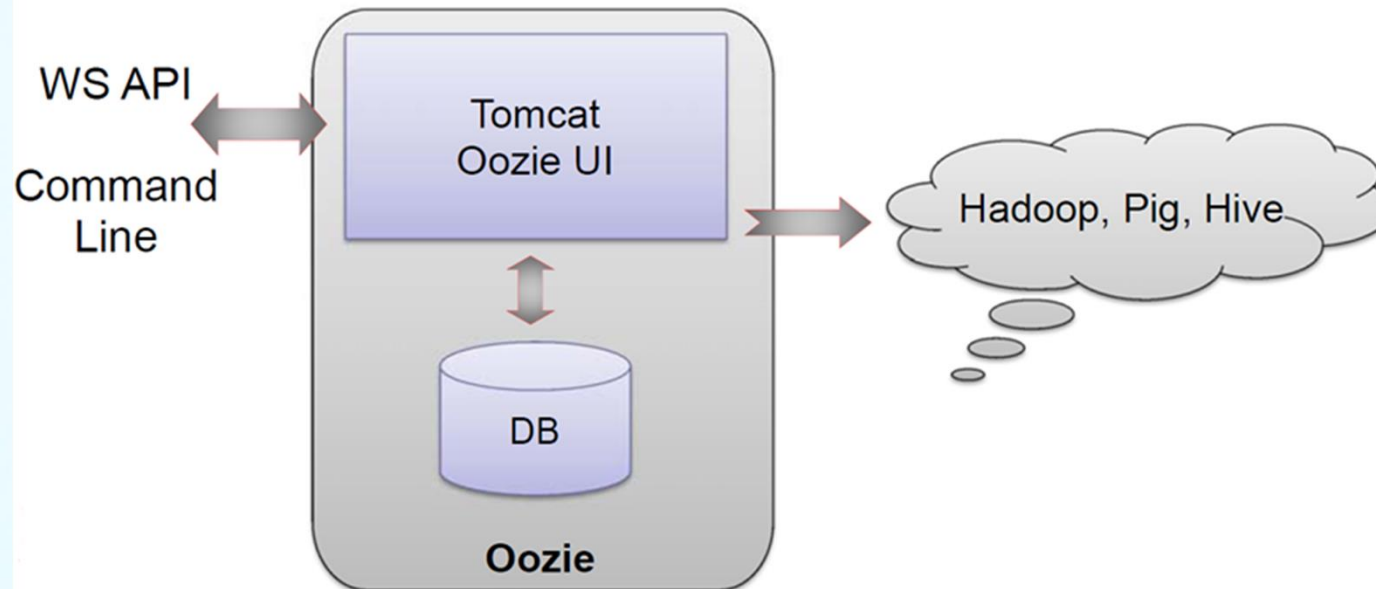 WS API
Command
Line
Tomcat
Oozie UI
DB
Oozie
Hadoop, Pig, Hive